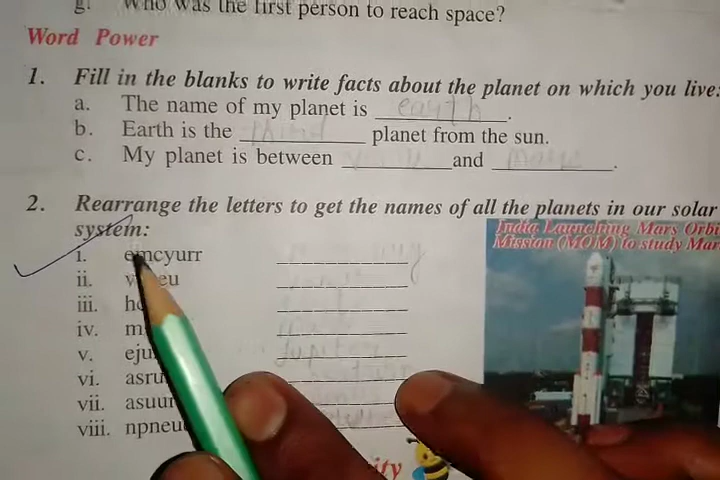 g. Who was the first person to reach space?
Word Power
1. Fill in the blanks to write facts about the planet on which you live:
a. The name of my planet is earth.
b. Earth is the third planet from the sun.
c. My planet is between and .
2. Rearrange the letters to get the names of all the planets in our solar
system:
India Launching Mars Orbi
Mission (MOM) to study Mar
i. emcyurr
ii. v eu
iii. h
iv. m
v. eju jupiter
vi. asru
vii. asuur
viii. npneu
ity